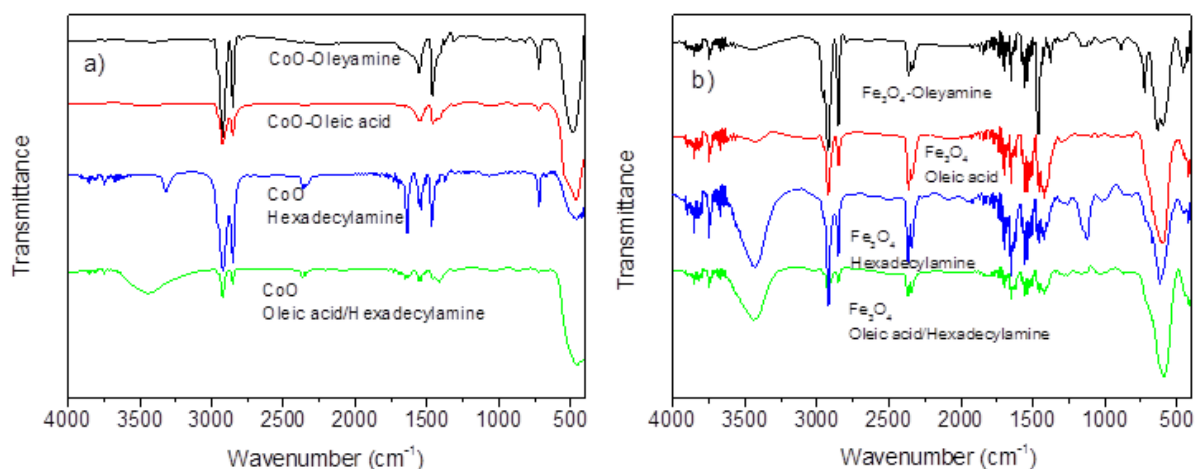 a)
CoO-Oleyamine
CoO-Oleic acid
CoO
Hexadecylamine
CoO
Oleic acid/Hexadecylamine
Transmittance
4000 3500 3000 2500 2000 1500 1000 500
Wavenumber (cm⁻¹)
b)
Fe₃O₄-Oleyamine
Fe₃O₄
Oleic acid
Fe₃O₄
Hexadecylamine
Fe₃O₄
Oleic acid/Hexadecylamine
Transmittance
4000 3500 3000 2500 2000 1500 1000 500
Wavenumber (cm⁻¹)